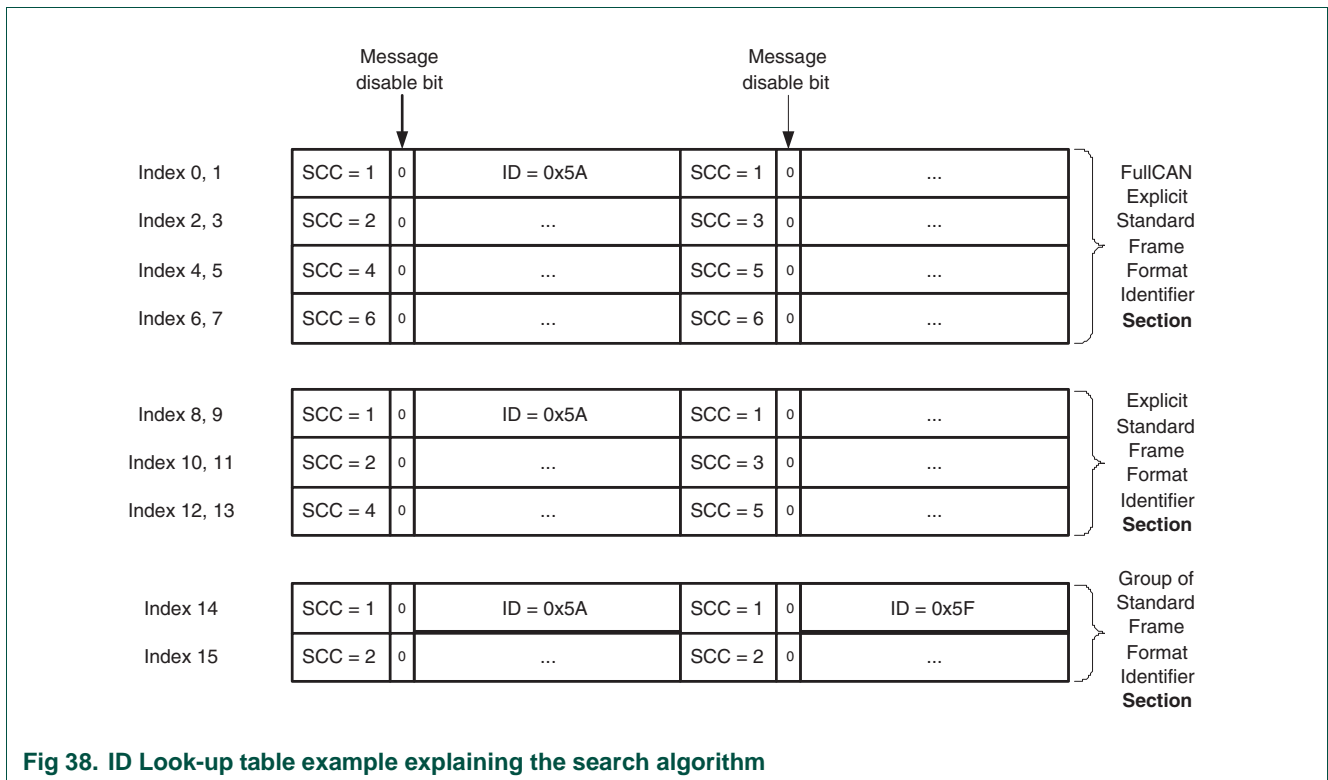 Message
disable bit
Message
disable bit
Index 0, 1 SCC = 1 0 ID = 0x5A SCC = 1 0 ...
Index 2, 3 SCC = 2 0 ... SCC = 3 0 ...
Index 4, 5 SCC = 4 0 ... SCC = 5 0 ...
Index 6, 7 SCC = 6 0 ... SCC = 6 0 ...
FullCAN
Explicit
Standard
Frame
Format
Identifier
Section
Index 8, 9 SCC = 1 0 ID = 0x5A SCC = 1 0 ...
Index 10, 11 SCC = 2 0 ... SCC = 3 0 ...
Index 12, 13 SCC = 4 0 ... SCC = 5 0 ...
Explicit
Standard
Frame
Format
Identifier
Section
Index 14 SCC = 1 0 ID = 0x5A SCC = 1 0 ID = 0x5F
Index 15 SCC = 2 0 ... SCC = 2 0 ...
Group of
Standard
Frame
Format
Identifier
Section
Fig 38. ID Look-up table example explaining the search algorithm